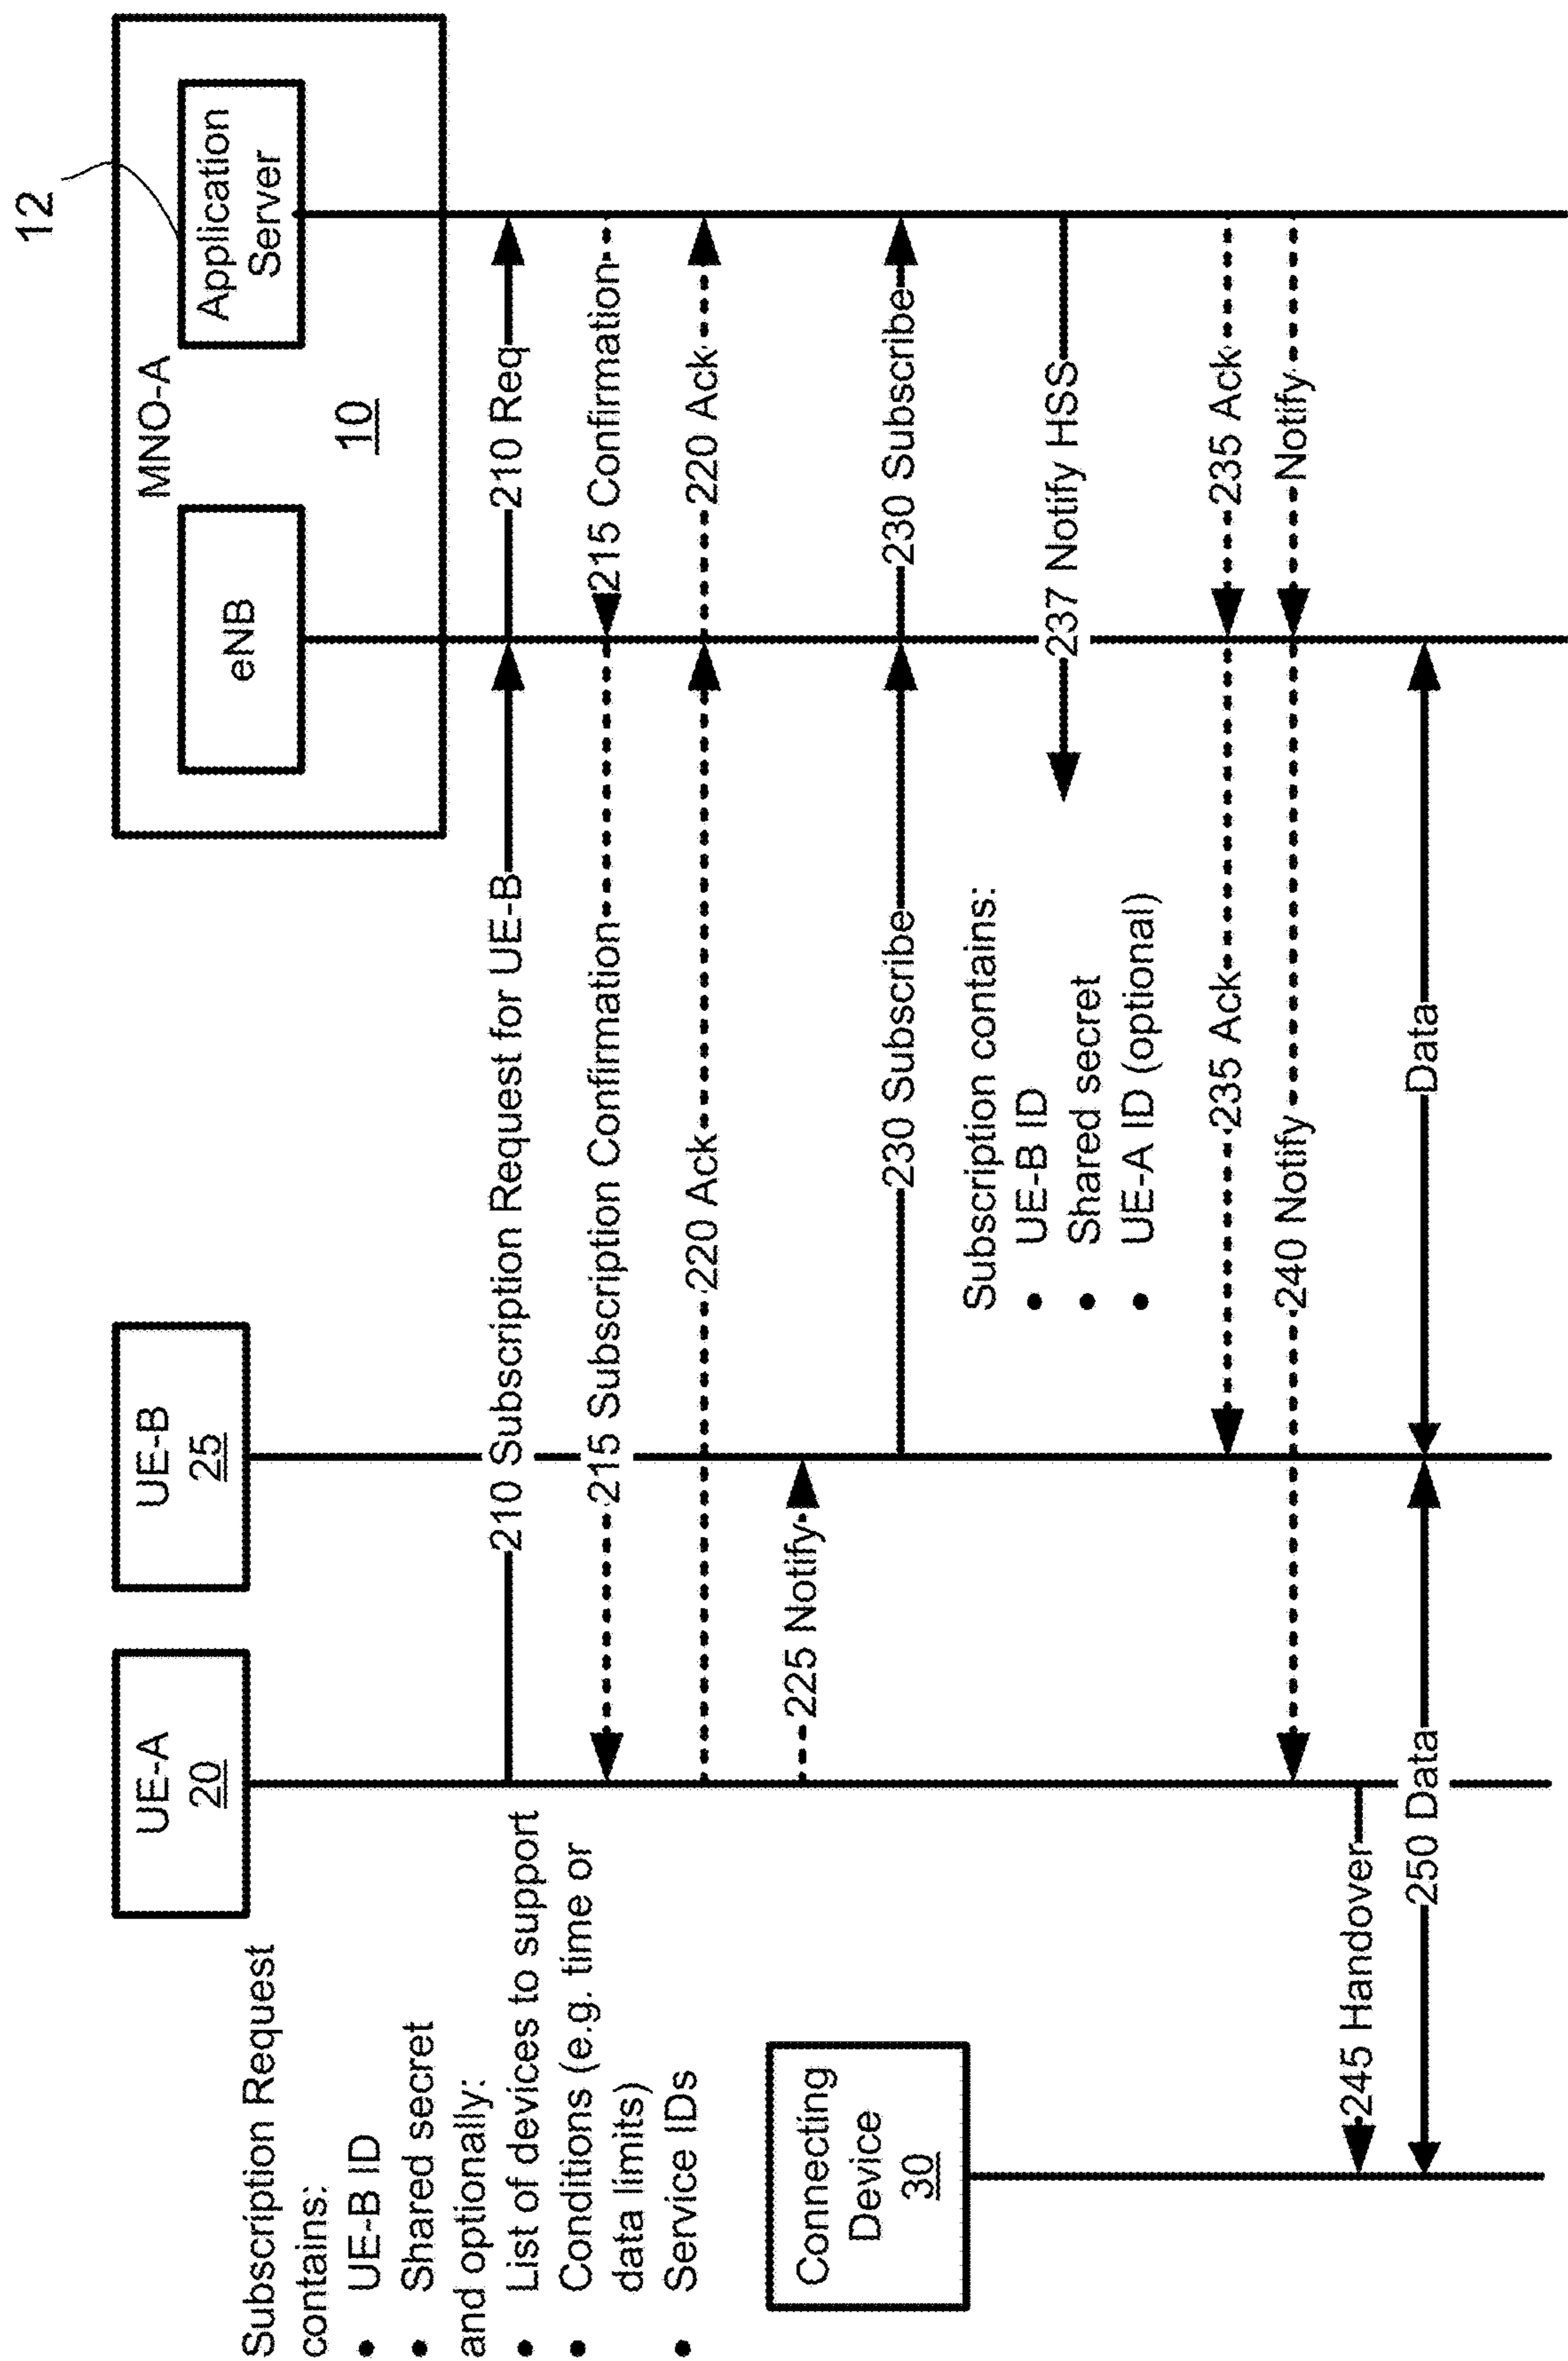 12
MNO-A
eNB
10
Application
Server
UE-B
25
UE-A
20
Subscription Request
contains:
• UE-B ID
• Shared secret
and optionally:
• List of devices to support
• Conditions (e.g. time or
data limits)
• Service IDs
Connecting
Device
30
210 Subscription Request for UE-B
210 Req
215 Subscription Confirmation
215 Confirmation
220 Ack
220 Ack
225 Notify
230 Subscribe
230 Subscribe
Subscription contains:
• UE-B ID
• Shared secret
• UE-A ID (optional)
237 Notify HSS
235 Ack
235 Ack
240 Notify
Notify
245 Handover
250 Data
Data